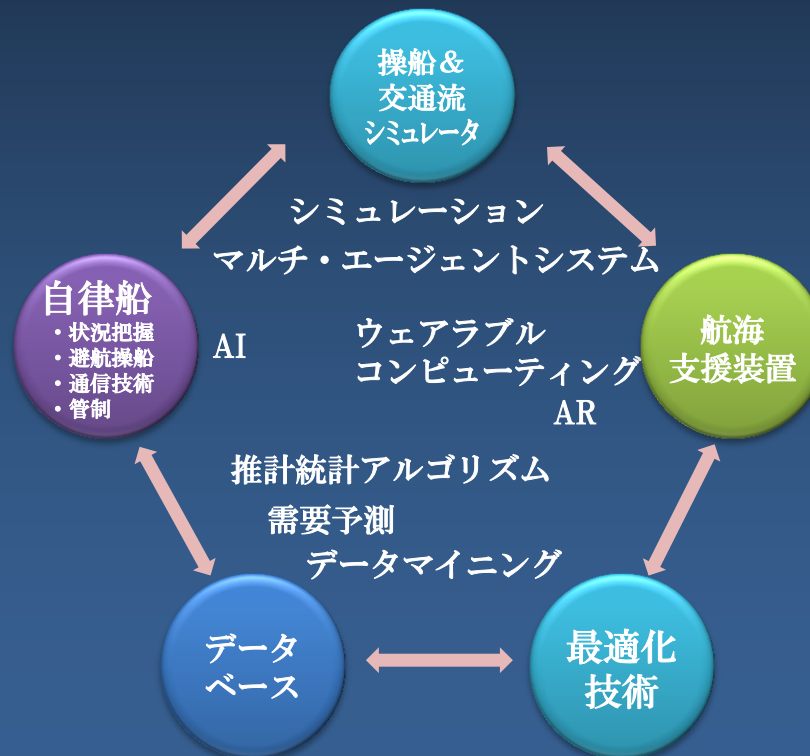 操船＆
交通流
シミュレータ
シミュレーション
マルチ・エージェントシステム
自律船
・状況把握
・避航操船
・通信技術
・管制
AI
ウェアラブル
コンピューティング
AR
航海
支援装置
推計統計アルゴリズム
需要予測
データマイニング
データ
ベース
最適化
技術